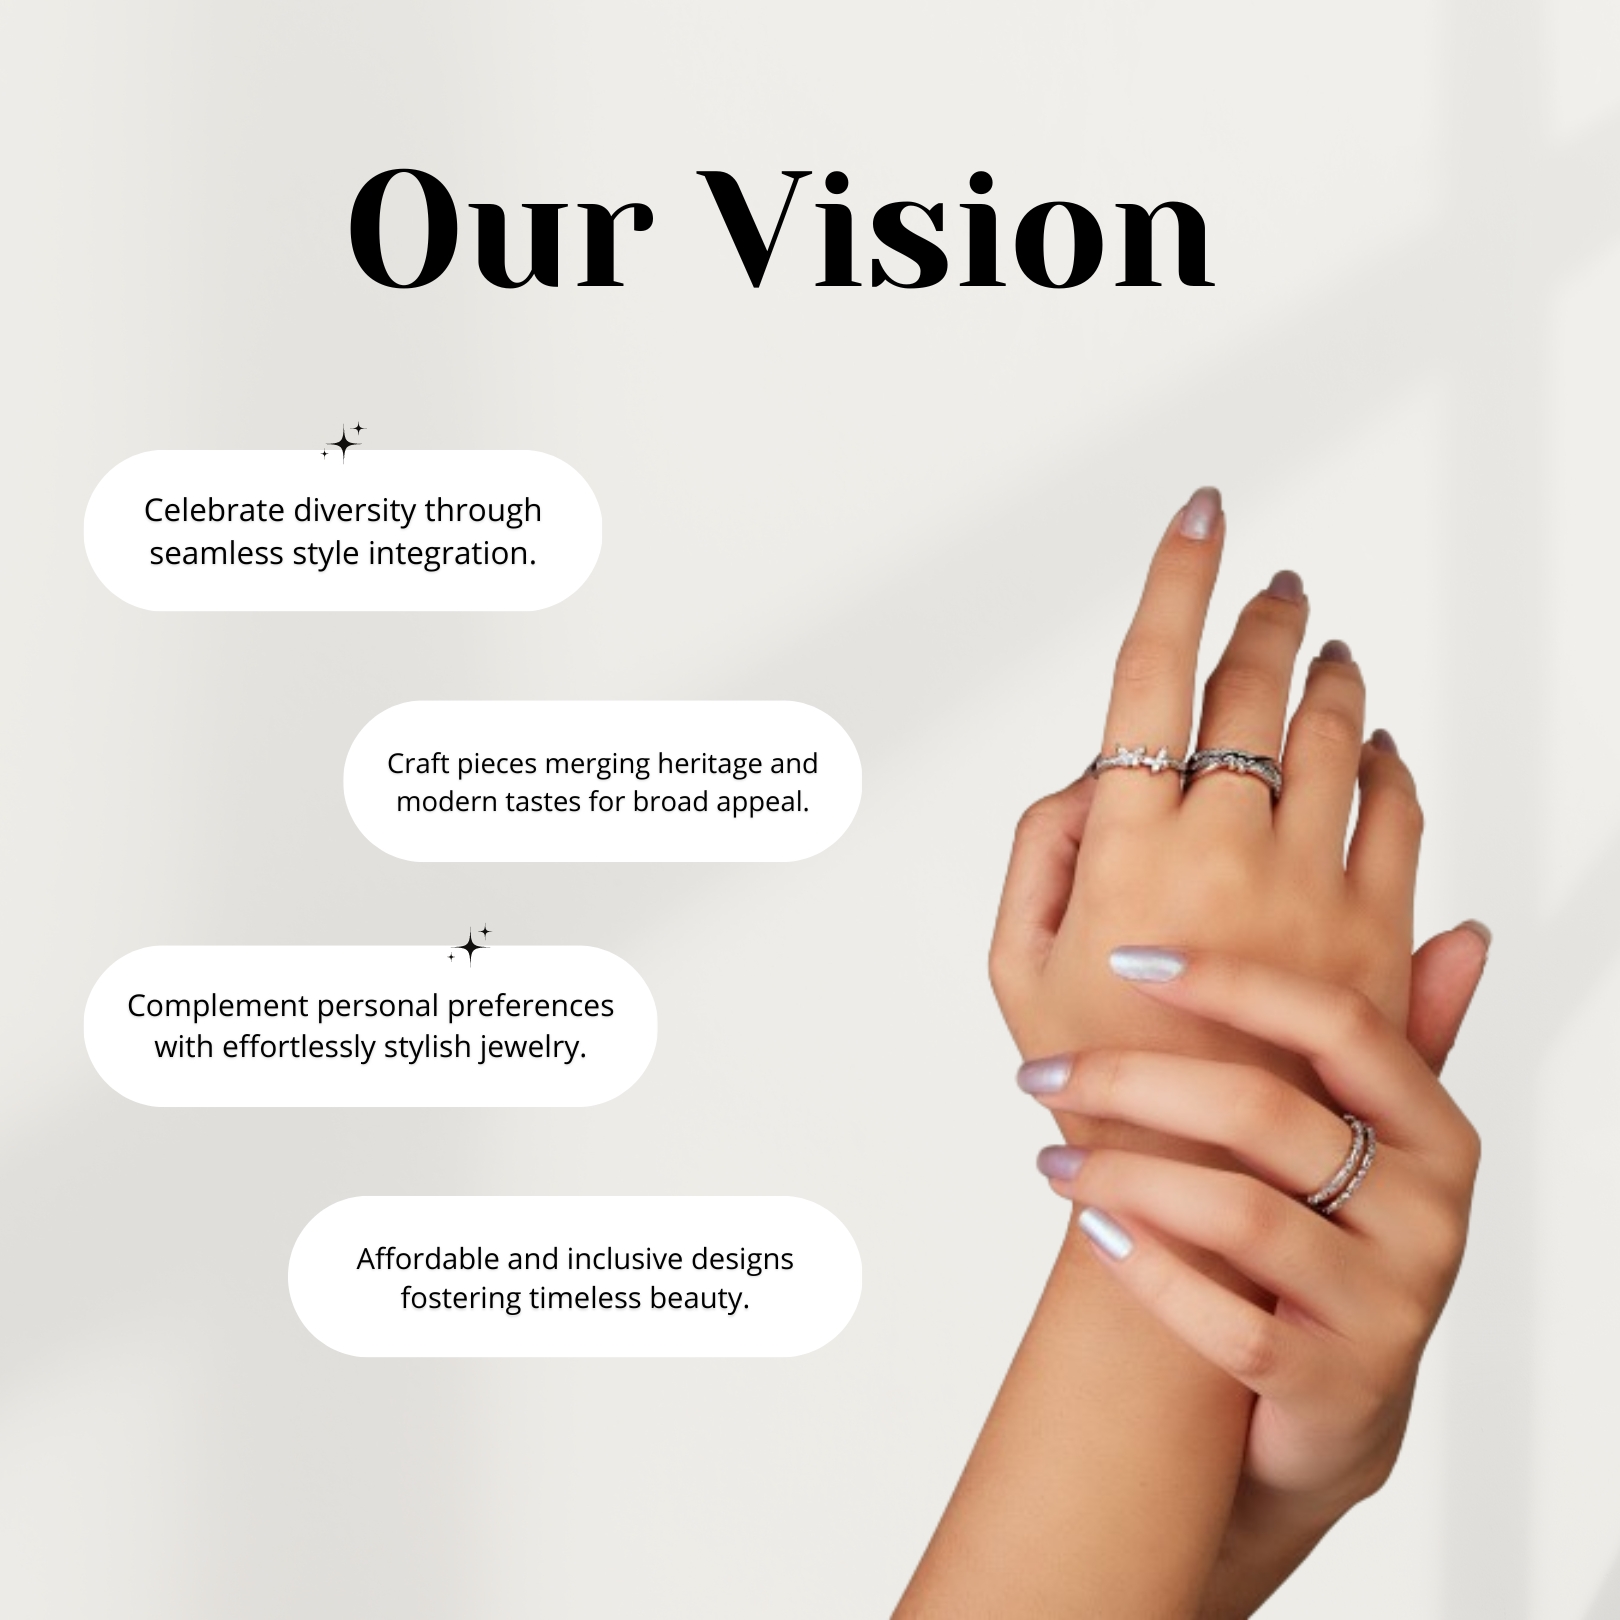 Our Vision
Celebrate diversity through
seamless style integration.
Craft pieces merging heritage and
modern tastes for broad appeal.
Complement personal preferences
with effortlessly stylish jewelry.
Affordable and inclusive designs
fostering timeless beauty.